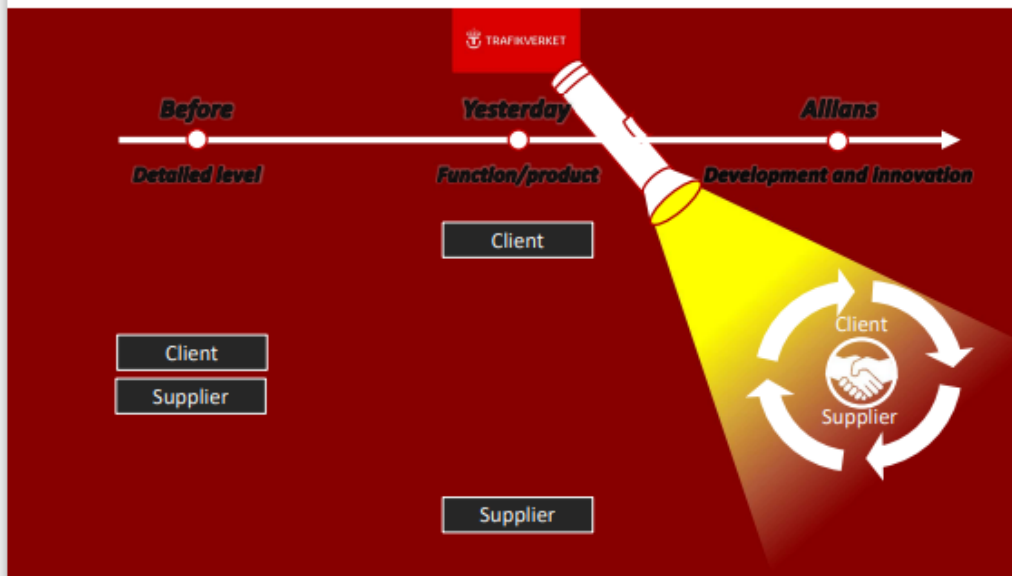 TRAFIKVERKET
Before
Yesterday
Allians
Detailed level
Function/product
Development and Innovation
Client
Client
Supplier
Client
Supplier
Supplier